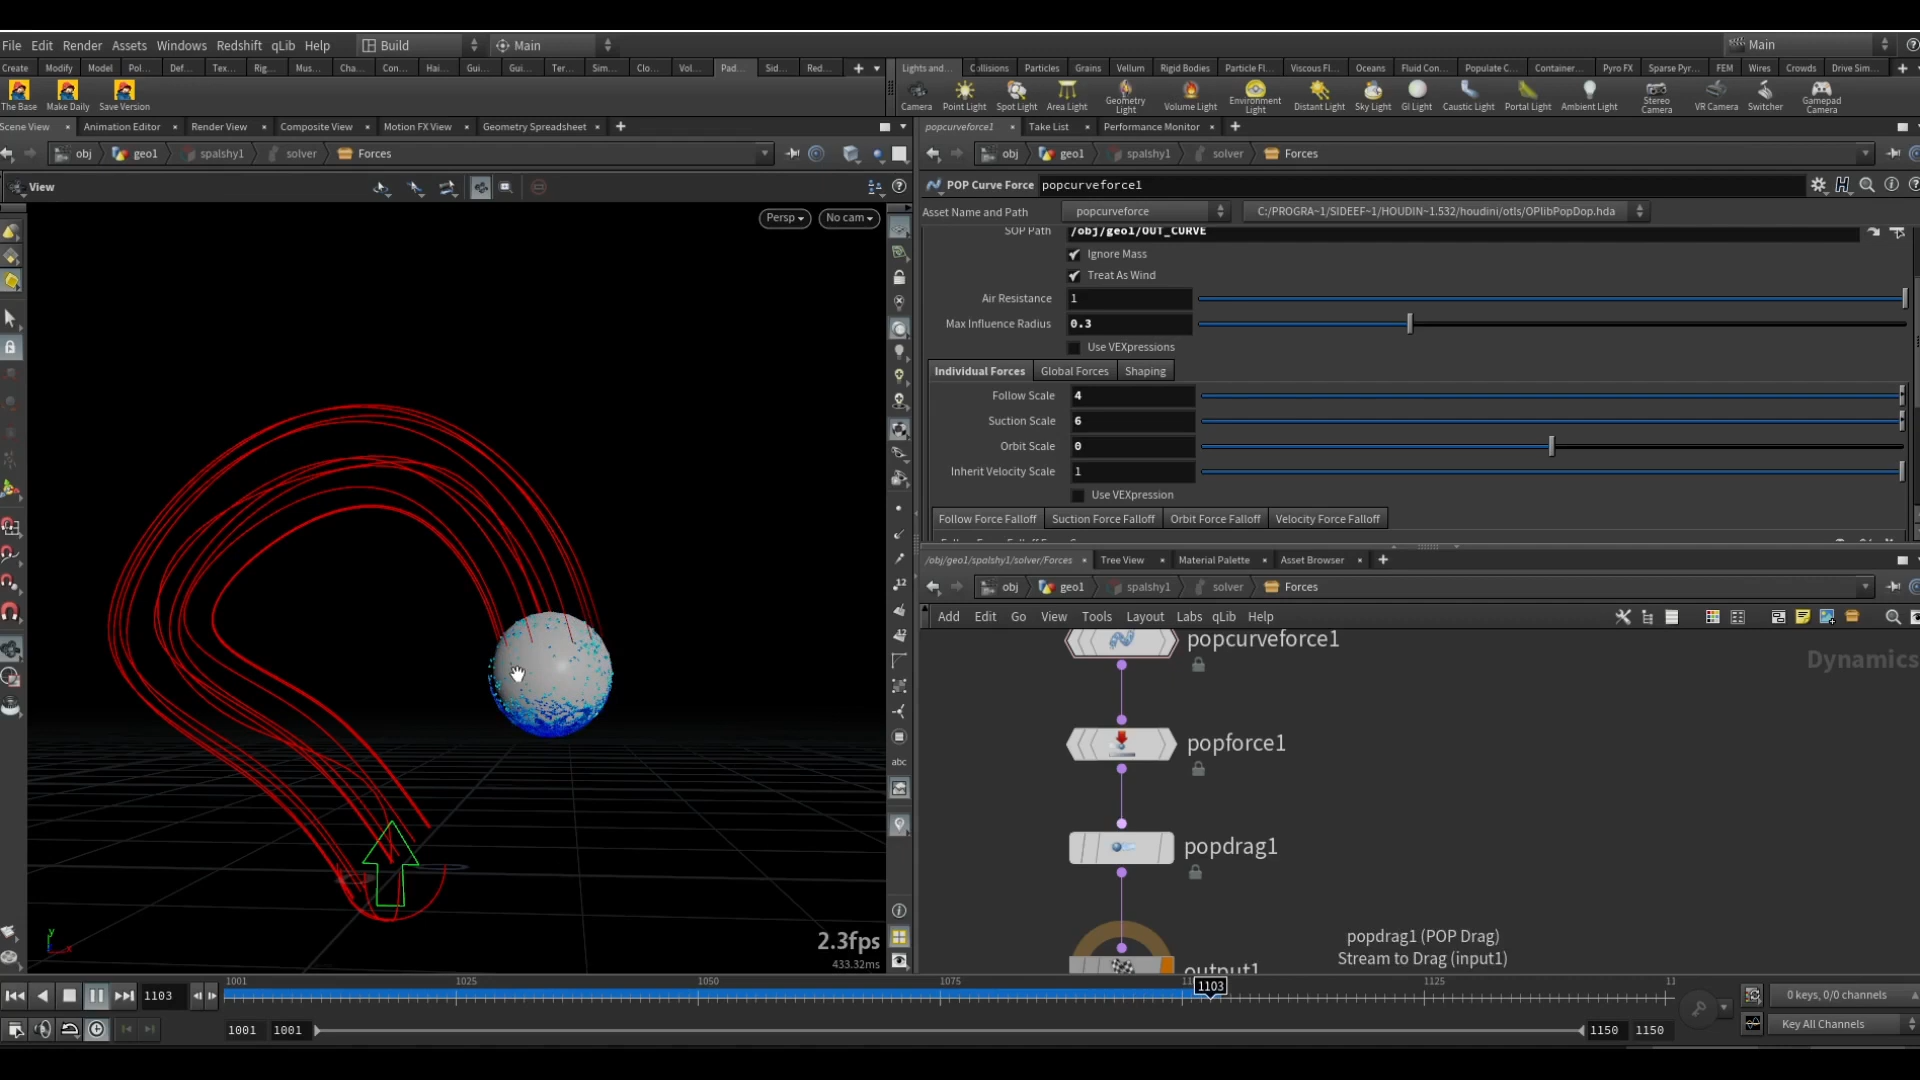 File Edit Render Assets Windows Redshift qLib Help Build Main Main
Create Modify Model Pol... Def... Tex... Rig... Mus... Cha... Con... Hai... Gui... Gui... Ter... Sim... Clo... Vol... Pad... Sid... Red...
Lights and... Collisions Particles Grains Vellum Rigid Bodies Particle Fl... Viscous Fl... Oceans Fluid Con... Populate C... Container... Pyro FX Sparse Pyr... FEM Wires Crowds Drive Sim...
The Base Make Daily Save Version
Camera Point Light Spot Light Area Light Geometry Light Volume Light Environment Light Distant Light Sky Light GI Light Caustic Light Portal Light Ambient Light Stereo Camera VR Camera Switcher Gamepad Camera
Scene View Animation Editor Render View Composite View Motion FX View Geometry Spreadsheet
popcurveforce1 Take List Performance Monitor
obj geo1 spalshy1 solver Forces
obj geo1 spalshy1 solver Forces
View
POP Curve Force popcurveforce1
Asset Name and Path popcurveforce C:/PROGRA~1/SIDEEF~1/HOUDIN~1.532/houdini/otls/OPlibPopDop.hda
Persp No cam
SOP Path /obj/geo1/OUT_CURVE
Ignore Mass
Treat As Wind
Air Resistance 1
Max Influence Radius 0.3
Use VEXpressions
Individual Forces Global Forces Shaping
Follow Scale 4
Suction Scale 6
Orbit Scale 0
Inherit Velocity Scale 1
Use VEXpression
Follow Force Falloff Suction Force Falloff Orbit Force Falloff Velocity Force Falloff
/obj/geo1/spalshy1/solver/Forces Tree View Material Palette Asset Browser
obj geo1 spalshy1 solver Forces
Add Edit Go View Tools Layout Labs qLib Help
popcurveforce1
Dynamics
popforce1
popdrag1
popdrag1 (POP Drag)
Stream to Drag (input1)
output1
12
12
abc
y
x
2.3fps
433.32ms
1001 1025 1050 1075 1125
1103 1103
0 keys, 0/0 channels
1001 1001 1150 1150
Key All Channels